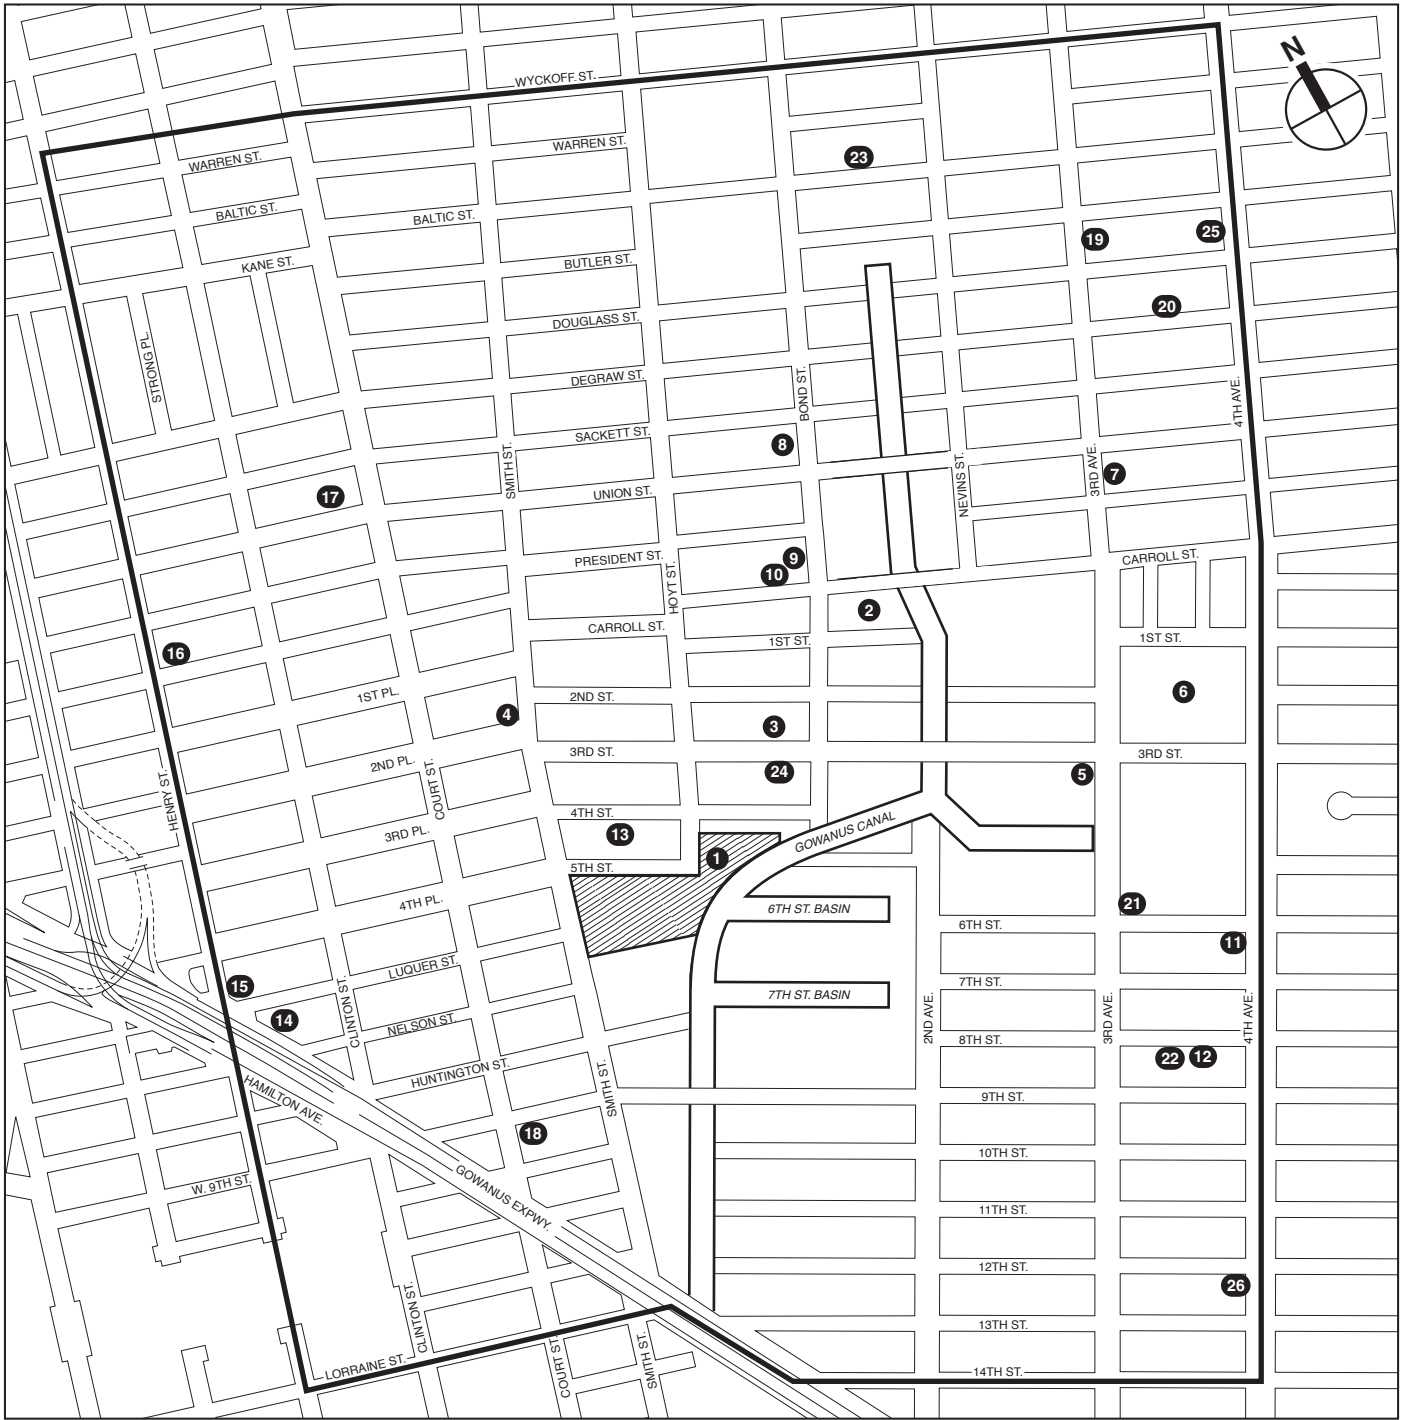 N
WYCKOFF ST.
WARREN ST.
WARREN ST.
23
BALTIC ST.
BALTIC ST.
19
25
KANE ST.
BUTLER ST.
20
DOUGLASS ST.
STRONG PL.
DEGRAW ST.
BOND ST.
4TH AVE.
SACKETT ST.
8
SMITH ST.
3RD AVE.
7
NEVINS ST.
17
UNION ST.
PRESIDENT ST.
9
10
CARROLL ST.
HOYT ST.
2
CARROLL ST.
1ST ST.
1ST ST.
16
1ST PL.
2ND ST.
6
4
3
3RD ST.
3RD ST.
2ND PL.
24
5
HENRY ST.
COURT ST.
4TH ST.
3RD PL.
13
GOWANUS CANAL
1
5TH ST.
4TH PL.
6TH ST. BASIN
21
6TH ST.
11
LUQUER ST.
15
7TH ST.
7TH ST. BASIN
14
CLINTON ST.
NELSON ST.
2ND AVE.
3RD AVE.
4TH AVE.
8TH ST.
22
12
HUNTINGTON ST.
SMITH ST.
HAMILTON AVE.
9TH ST.
18
10TH ST.
W. 9TH ST.
GOWANUS EXPWY.
11TH ST.
12TH ST.
26
CLINTON ST.
13TH ST.
LORRAINE ST.
COURT ST.
SMITH ST.
14TH ST.